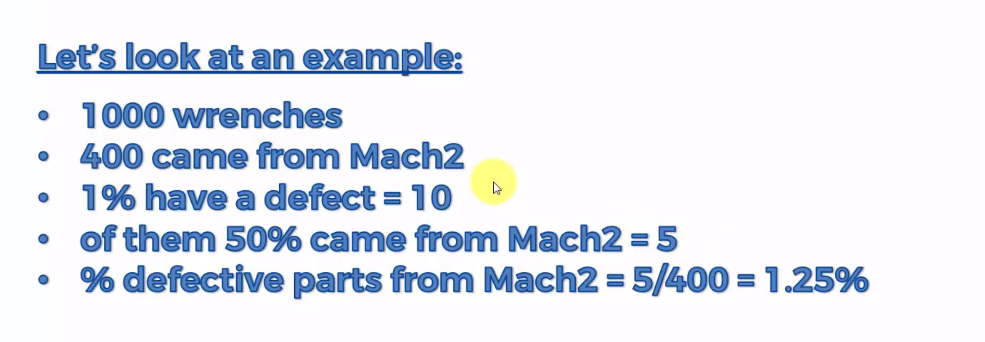 Let's look at an example:
• 1000 wrenches
• 400 came from Mach2
• 1% have a defect = 10
• of them 50% came from Mach2 = 5
• % defective parts from Mach2 = 5/400 = 1.25%